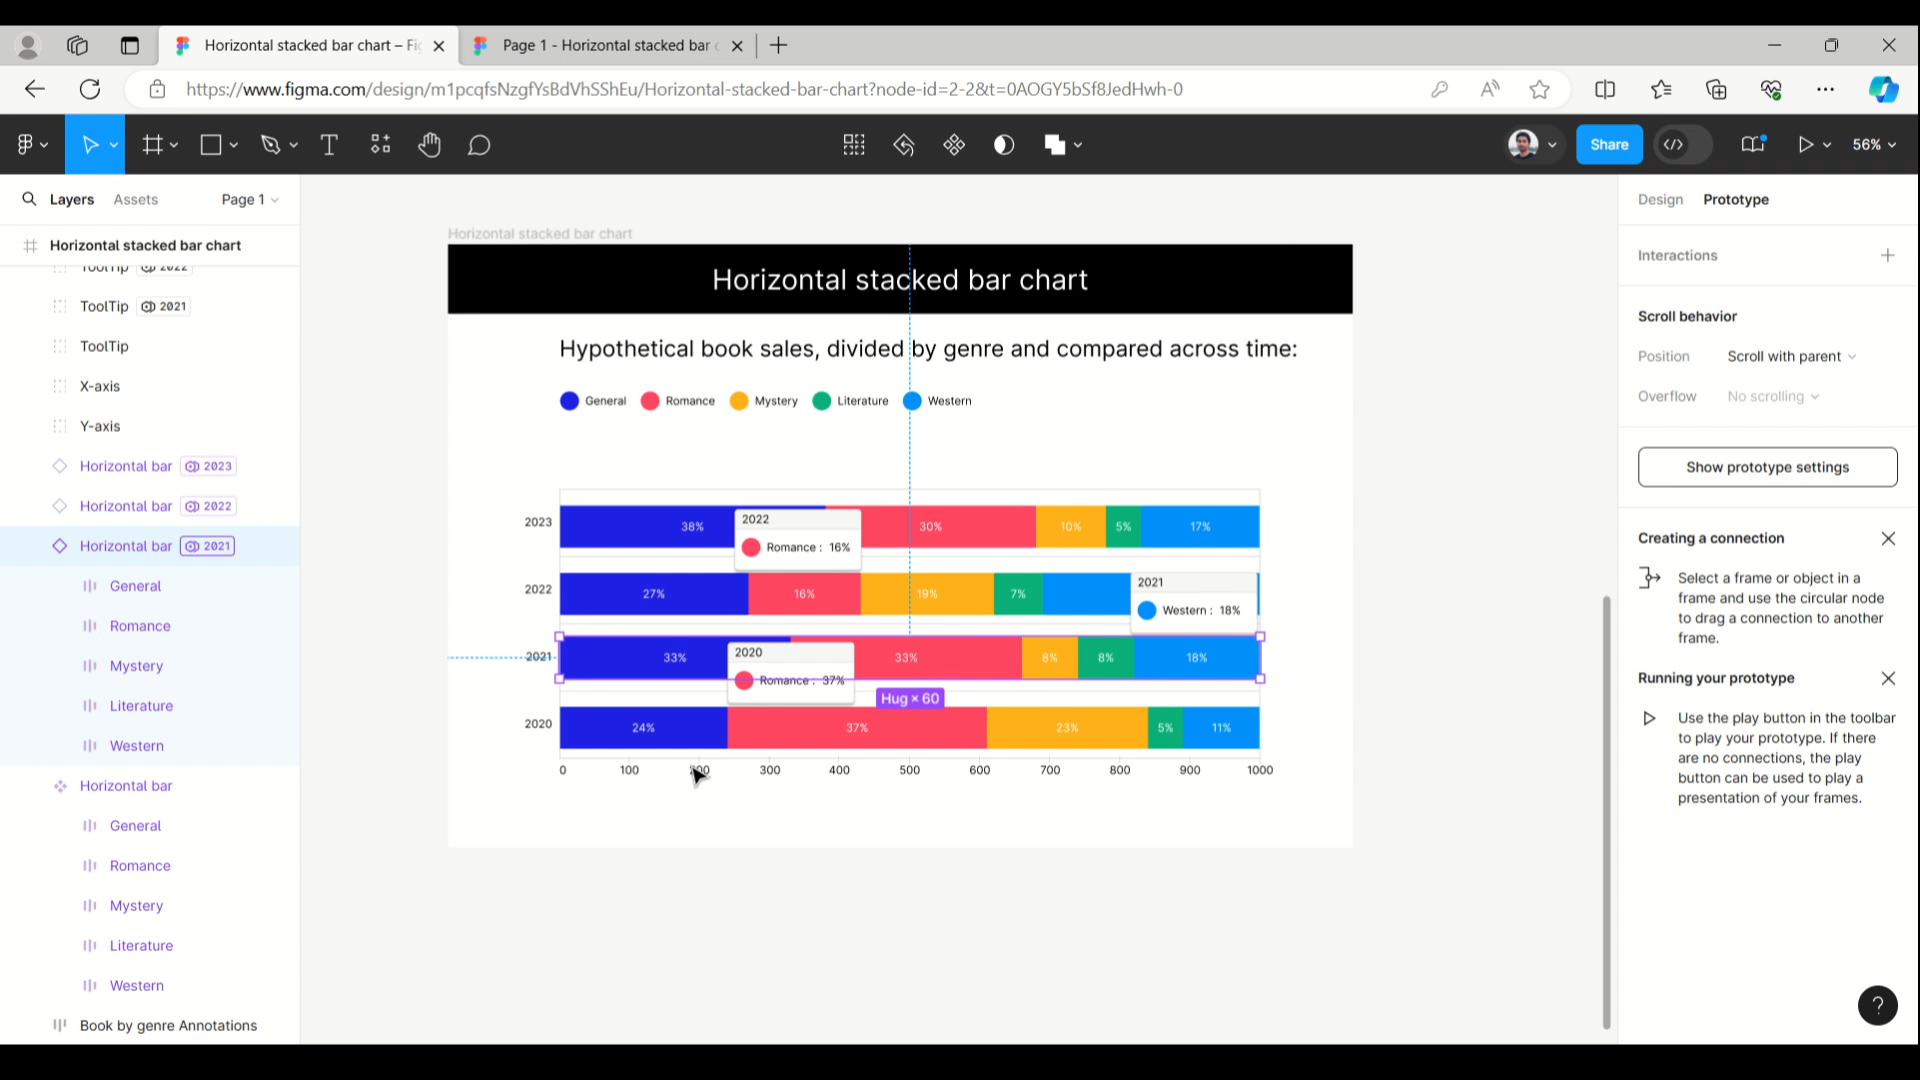 Horizontal stacked bar chart – Fi
Page 1 - Horizontal stacked bar c
https://www.figma.com/design/m1pcqfsNzgfYsBdVhSShEu/Horizontal-stacked-bar-chart?node-id=2-2&t=0AOGY5bSf8JedHwh-0
Share
56%
Layers
Assets
Page 1
Horizontal stacked bar chart
ToolTip 2022
ToolTip 2021
ToolTip
X-axis
Y-axis
Horizontal bar 2023
Horizontal bar 2022
Horizontal bar 2021
General
Romance
Mystery
Literature
Western
Horizontal bar
General
Romance
Mystery
Literature
Western
Book by genre Annotations
Horizontal stacked bar chart
Horizontal stacked bar chart
Hypothetical book sales, divided by genre and compared across time:
General Romance Mystery Literature Western
2023 38% 30% 10% 5% 17%
2022
Romance : 16%
2022 27% 16% 19% 7%
2021
Western : 18%
2021 33% 33% 8% 8% 18%
2020
Romance : 37%
Hug × 60
2020 24% 37% 23% 5% 11%
0 100 200 300 400 500 600 700 800 900 1000
Design
Prototype
Interactions
Scroll behavior
Position Scroll with parent
Overflow No scrolling
Show prototype settings
Creating a connection
Select a frame or object in a
frame and use the circular node
to drag a connection to another
frame.
Running your prototype
Use the play button in the toolbar
to play your prototype. If there
are no connections, the play
button can be used to play a
presentation of your frames.
?